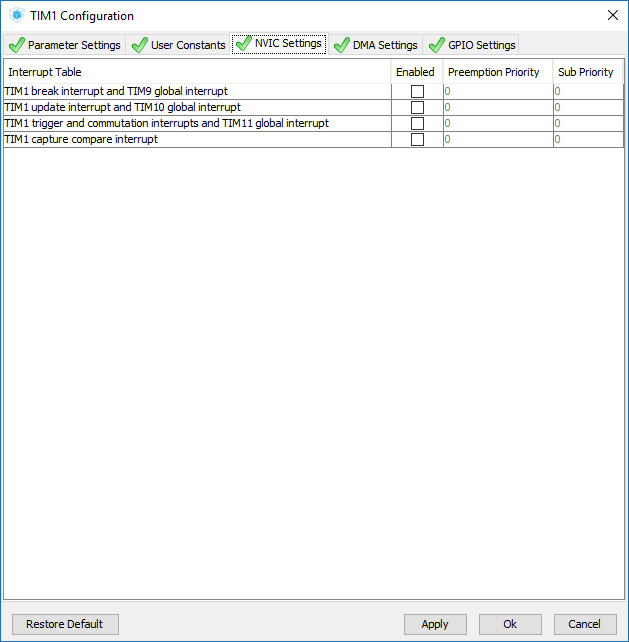 TIM1 Configuration
Parameter Settings User Constants NVIC Settings DMA Settings GPIO Settings
Interrupt Table Enabled Preemption Priority Sub Priority
TIM1 break interrupt and TIM9 global interrupt 0 0
TIM1 update interrupt and TIM10 global interrupt 0 0
TIM1 trigger and commutation interrupts and TIM11 global interrupt 0 0
TIM1 capture compare interrupt 0 0
Restore Default Apply Ok Cancel